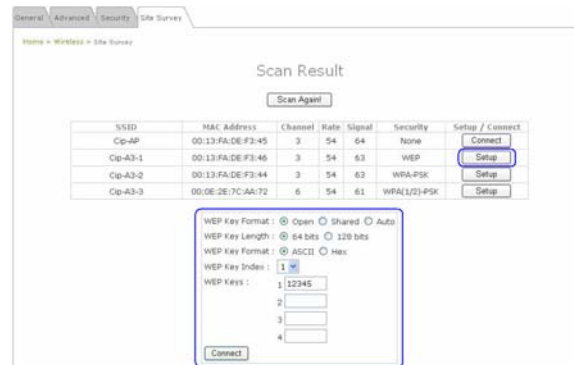 General Advanced Security Site Survey
Home > Wireless > Site Survey
Scan Result
Scan Again!
SSID MAC Address Channel Rate Signal Security Setup / Connect
Cip-AP 00:13:FA:DE:F3:45 3 54 64 None Connect
Cip-A3-1 00:13:FA:DE:F3:46 3 54 63 WEP Setup
Cip-A3-2 00:13:FA:DE:F3:44 3 54 63 WPA-PSK Setup
Cip-A3-3 00:0E:2E:7C:AA:72 6 54 61 WPA(1/2)-PSK Setup
WEP Key Format : Open Shared Auto
WEP Key Length : 64 bits 128 bits
WEP Key Format : ASCII Hex
WEP Key Index : 1
WEP Keys : 1 12345
2
3
4
Connect